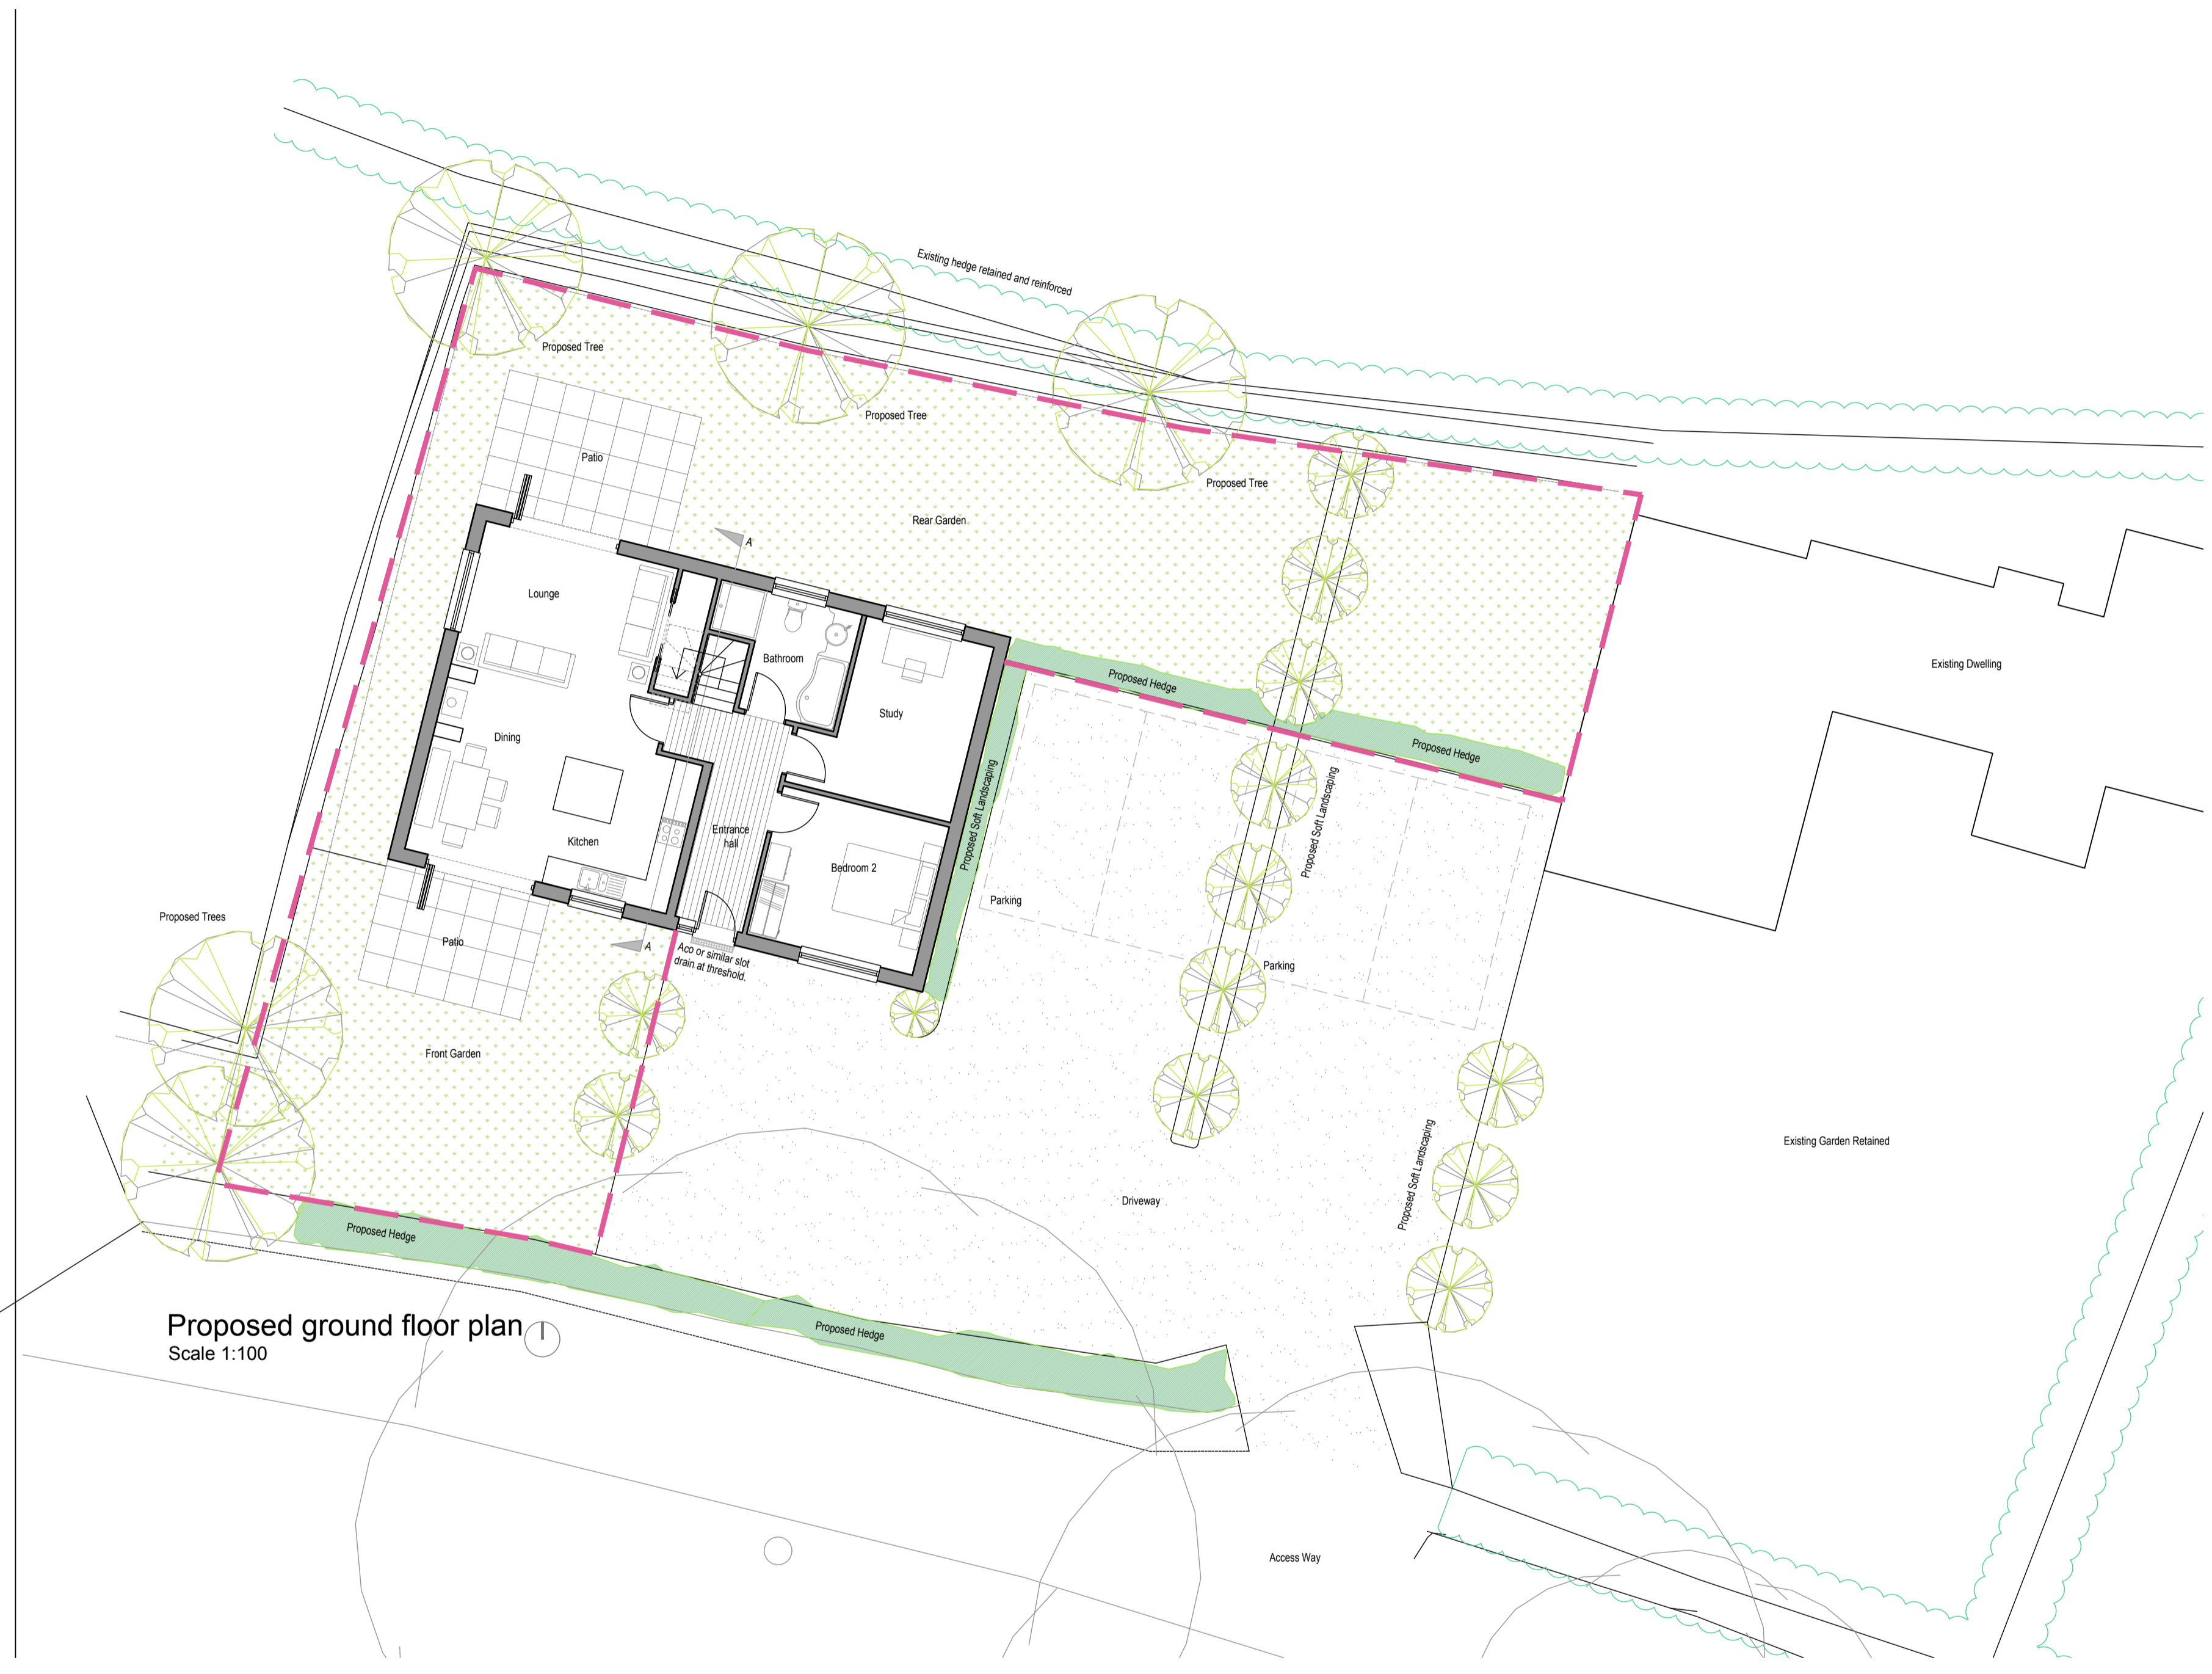 Existing hedge retained and reinforced
Proposed Tree
Proposed Tree
Proposed Tree
Patio
Rear Garden
A
Lounge
Bathroom
Study
Dining
Kitchen
Entrance
hall
Bedroom 2
Proposed Hedge
Proposed Hedge
Existing Dwelling
Proposed Soft Landscaping
Proposed Soft Landscaping
Parking
Parking
Proposed Trees
Patio
A
Aco or similar slot
drain at threshold.
Front Garden
Existing Garden Retained
Driveway
Proposed Soft Landscaping
Proposed Hedge
Proposed Hedge
Proposed ground floor plan
Scale 1:100
Access Way